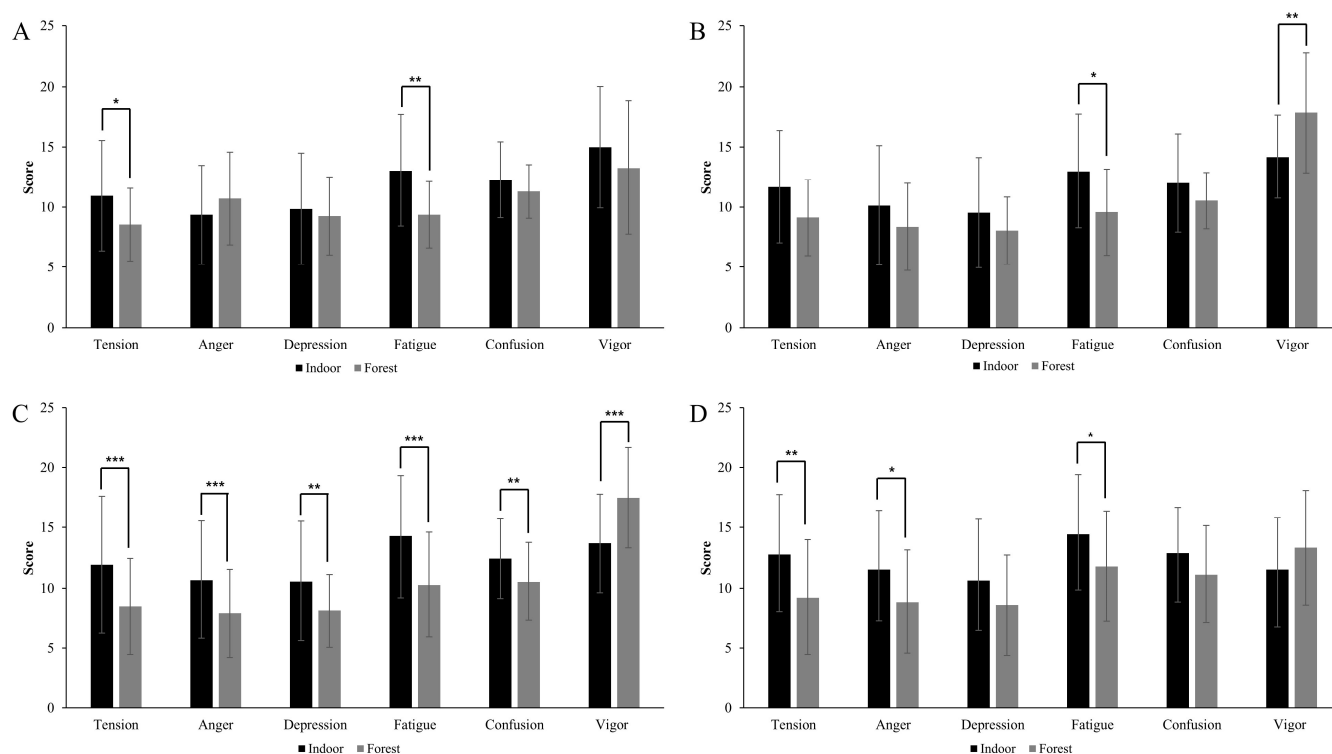 A
25
20
15
10
5
0
Score
*
**
Tension Anger Depression Fatigue Confusion Vigor
Indoor Forest
B
25
20
15
10
5
0
Score
*
**
Tension Anger Depression Fatigue Confusion Vigor
Indoor Forest
C
25
20
15
10
5
0
Score
***
***
**
***
**
***
Tension Anger Depression Fatigue Confusion Vigor
Indoor Forest
D
25
20
15
10
5
0
Score
**
*
*
Tension Anger Depression Fatigue Confusion Vigor
Indoor Forest